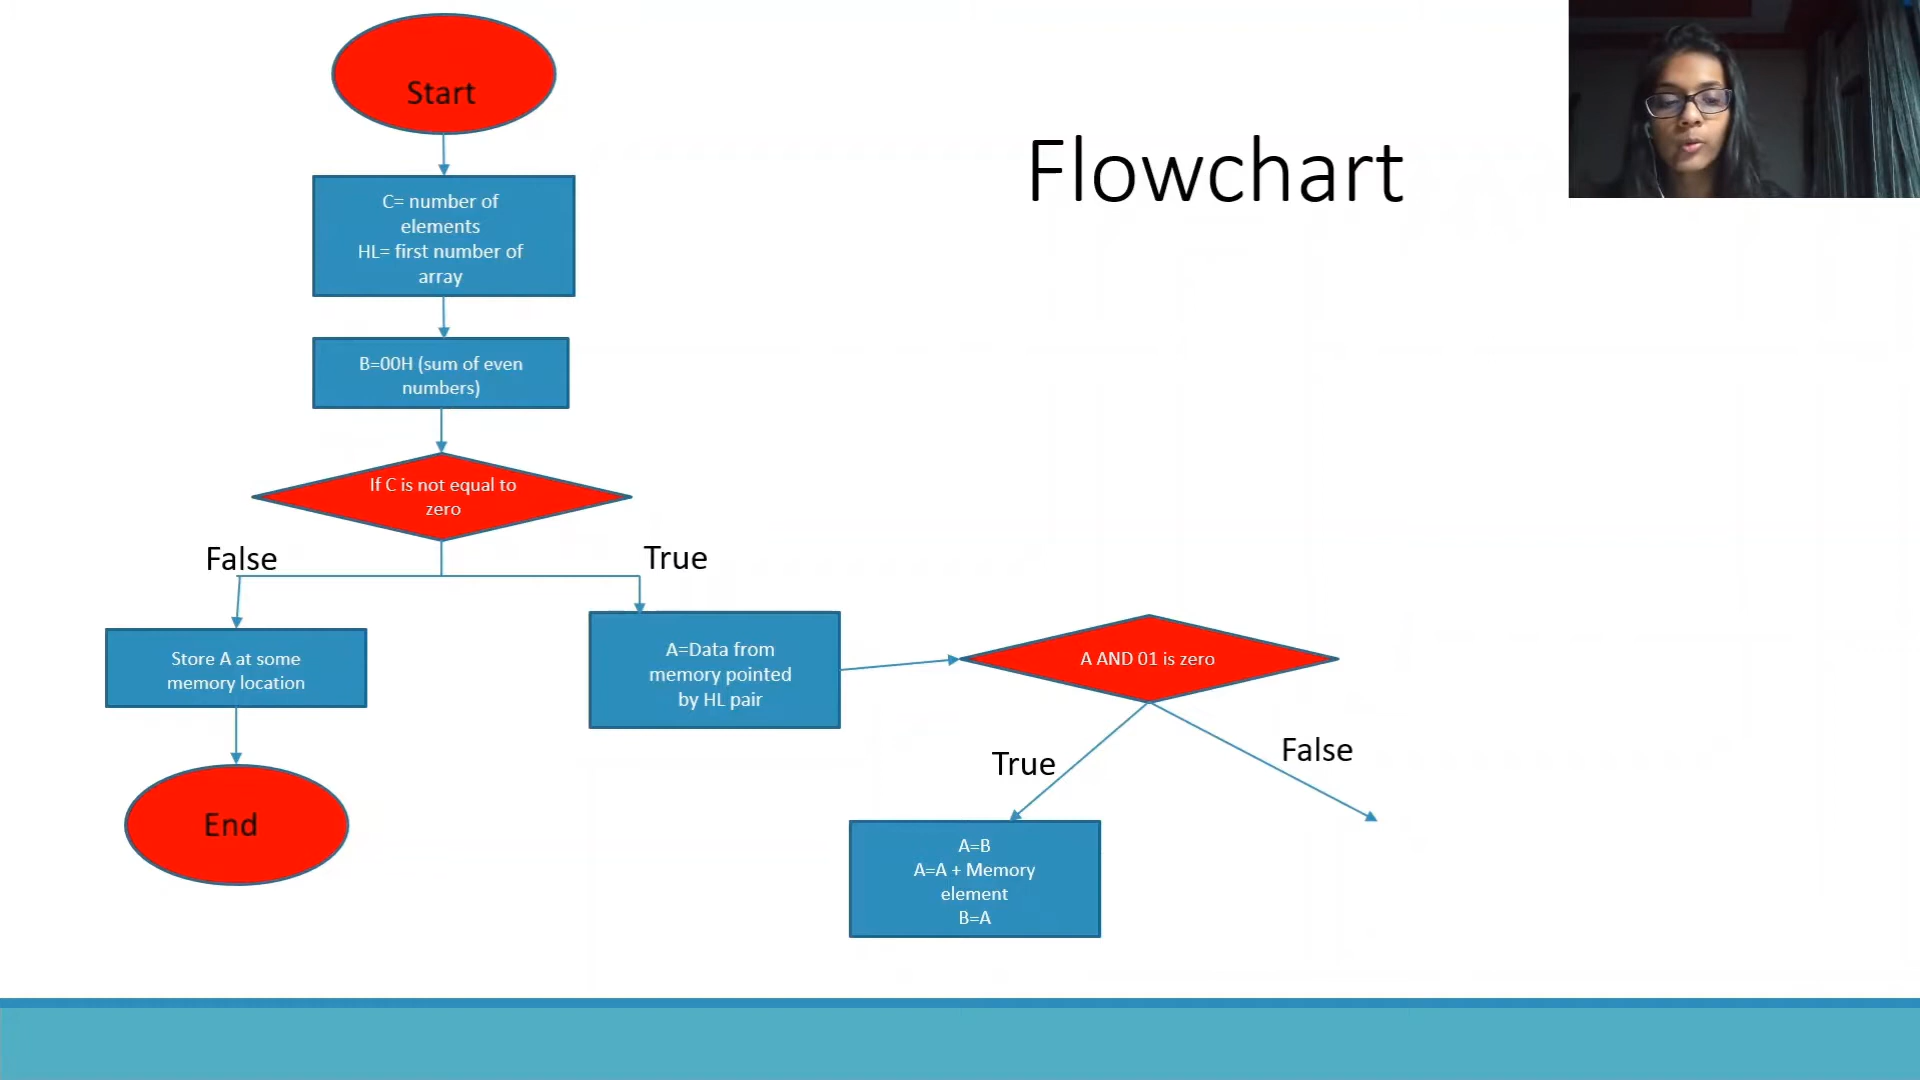 Start
Flowchart
C= number of
elements
HL= first number of
array
B=00H (sum of even
numbers)
If C is not equal to
zero
False
True
Store A at some
memory location
A=Data from
memory pointed
by HL pair
A AND 01 is zero
True
False
End
A=B
A=A + Memory
element
B=A